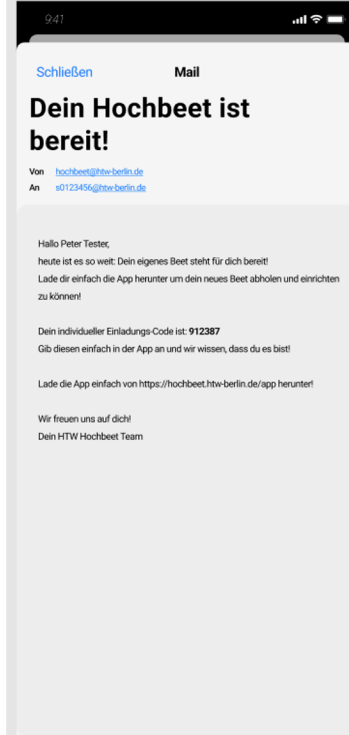 9:41
Schließen Mail
Dein Hochbeet ist
bereit!
Von hochbeet@htw-berlin.de
An s0123456@htw-berlin.de
Hallo Peter Tester,
heute ist es so weit: Dein eigenes Beet steht für dich bereit!
Lade dir einfach die App herunter um dein neues Beet abholen und einrichten
zu können!
Dein individueller Einladungs-Code ist: 912387
Gib diesen einfach in der App an und wir wissen, dass du es bist!
Lade die App einfach von https://hochbeet.htw-berlin.de/app herunter!
Wir freuen uns auf dich!
Dein HTW Hochbeet Team